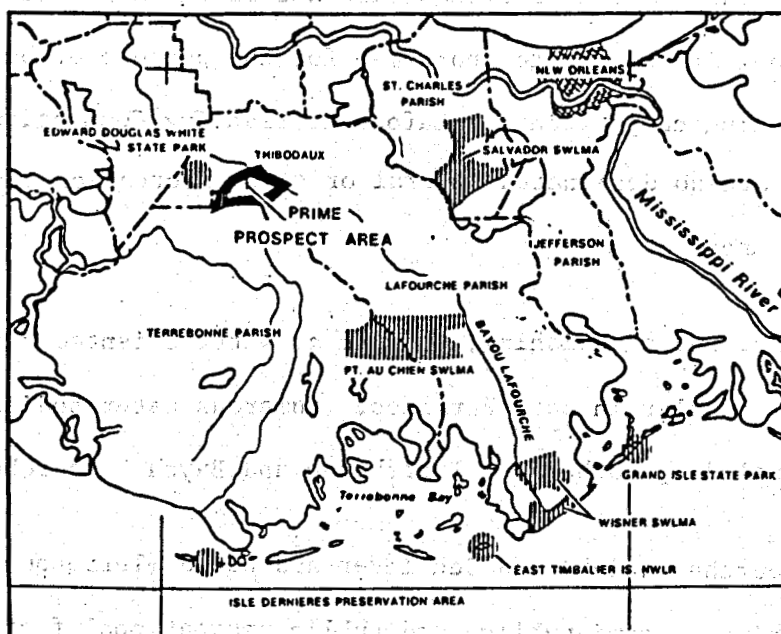 NEW ORLEANS
ST. CHARLES
PARISH
EDWARD DOUGLAS WHITE
STATE PARK
THIBODAUX
SALVADOR SWLMA
PRIME
PROSPECT AREA
Mississippi River
JEFFERSON
PARISH
LAFOURCHE PARISH
TERREBONNE PARISH
BAYOU LAFOURCHE
PT. AU CHIEN SWLMA
GRAND ISLE STATE PARK
Terrebonne Bay
WISNER SWLMA
EAST TIMBALIER IS. NWLR
ISLE DERNIERES PRESERVATION AREA